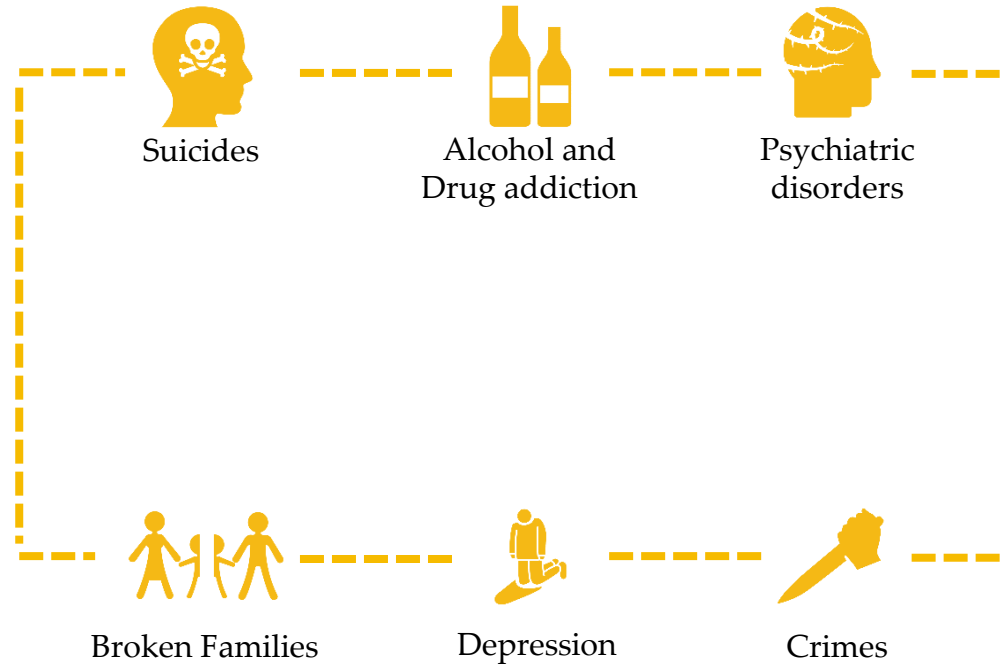 Suicides
Alcohol and
Drug addiction
Psychiatric
disorders
Broken Families
Depression
Crimes